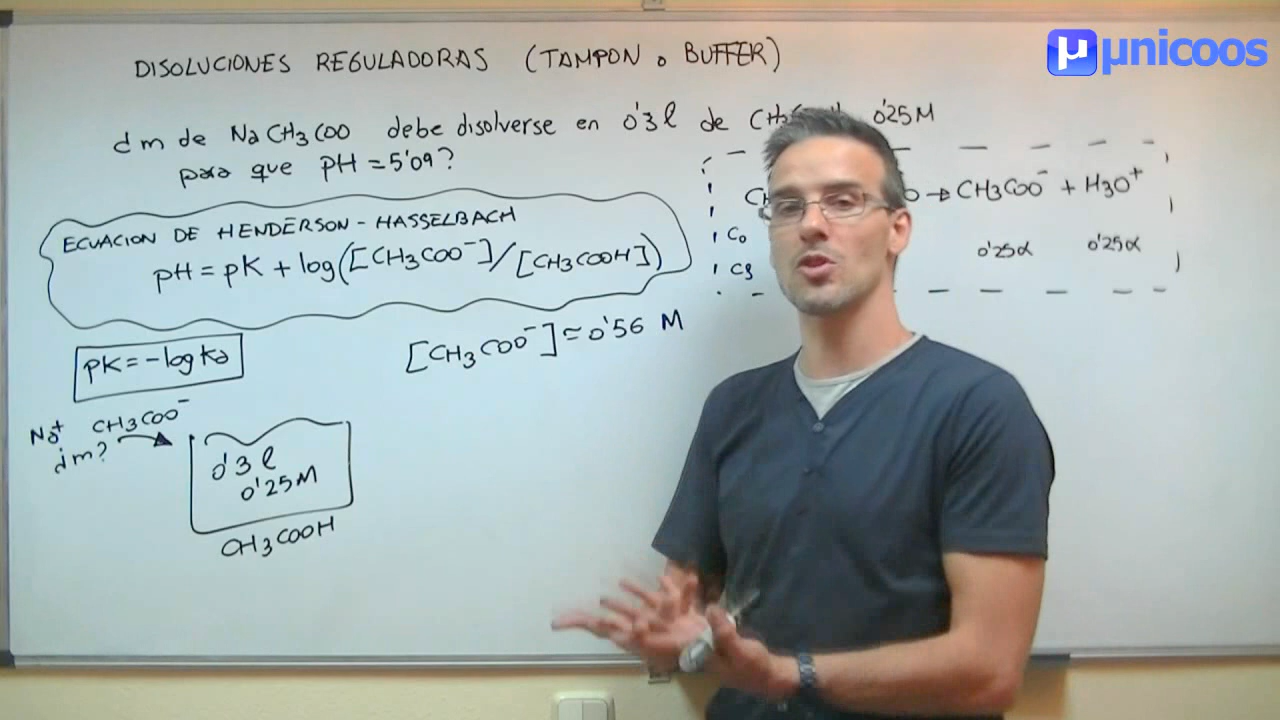 µnicoos
DISOLUCIONES REGULADORAS (TAMPON o BUFFER)
¿m de NaCH3COO debe disolverse en 0'3 l de 0'25M
para que pH = 5'09?
ECUACION DE HENDERSON - HASSELBACH
pH = pK + log([CH3COO⁻]/[CH3COOH])
→ CH3COO⁻ + H3O⁺
C0 0'25α 0'25α
pK = -log Ka
[CH3COO⁻] ≃ 0'56 M
Na⁺ CH3COO⁻
¿m?
0'3 l
0'25M
CH3COOH